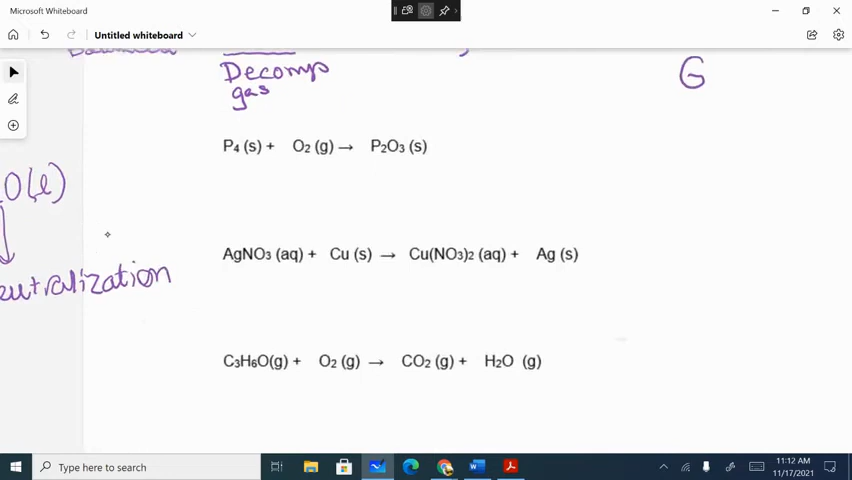 Microsoft Whiteboard
Untitled whiteboard
Decomp
gas
G
P₄ (s) + O₂ (g) → P₂O₃ (s)
O(l)
AgNO₃ (aq) + Cu (s) → Cu(NO₃)₂ (aq) + Ag (s)
eutralization
C₃H₆O(g) + O₂ (g) → CO₂ (g) + H₂O (g)
Type here to search
11:12 AM
11/17/2021